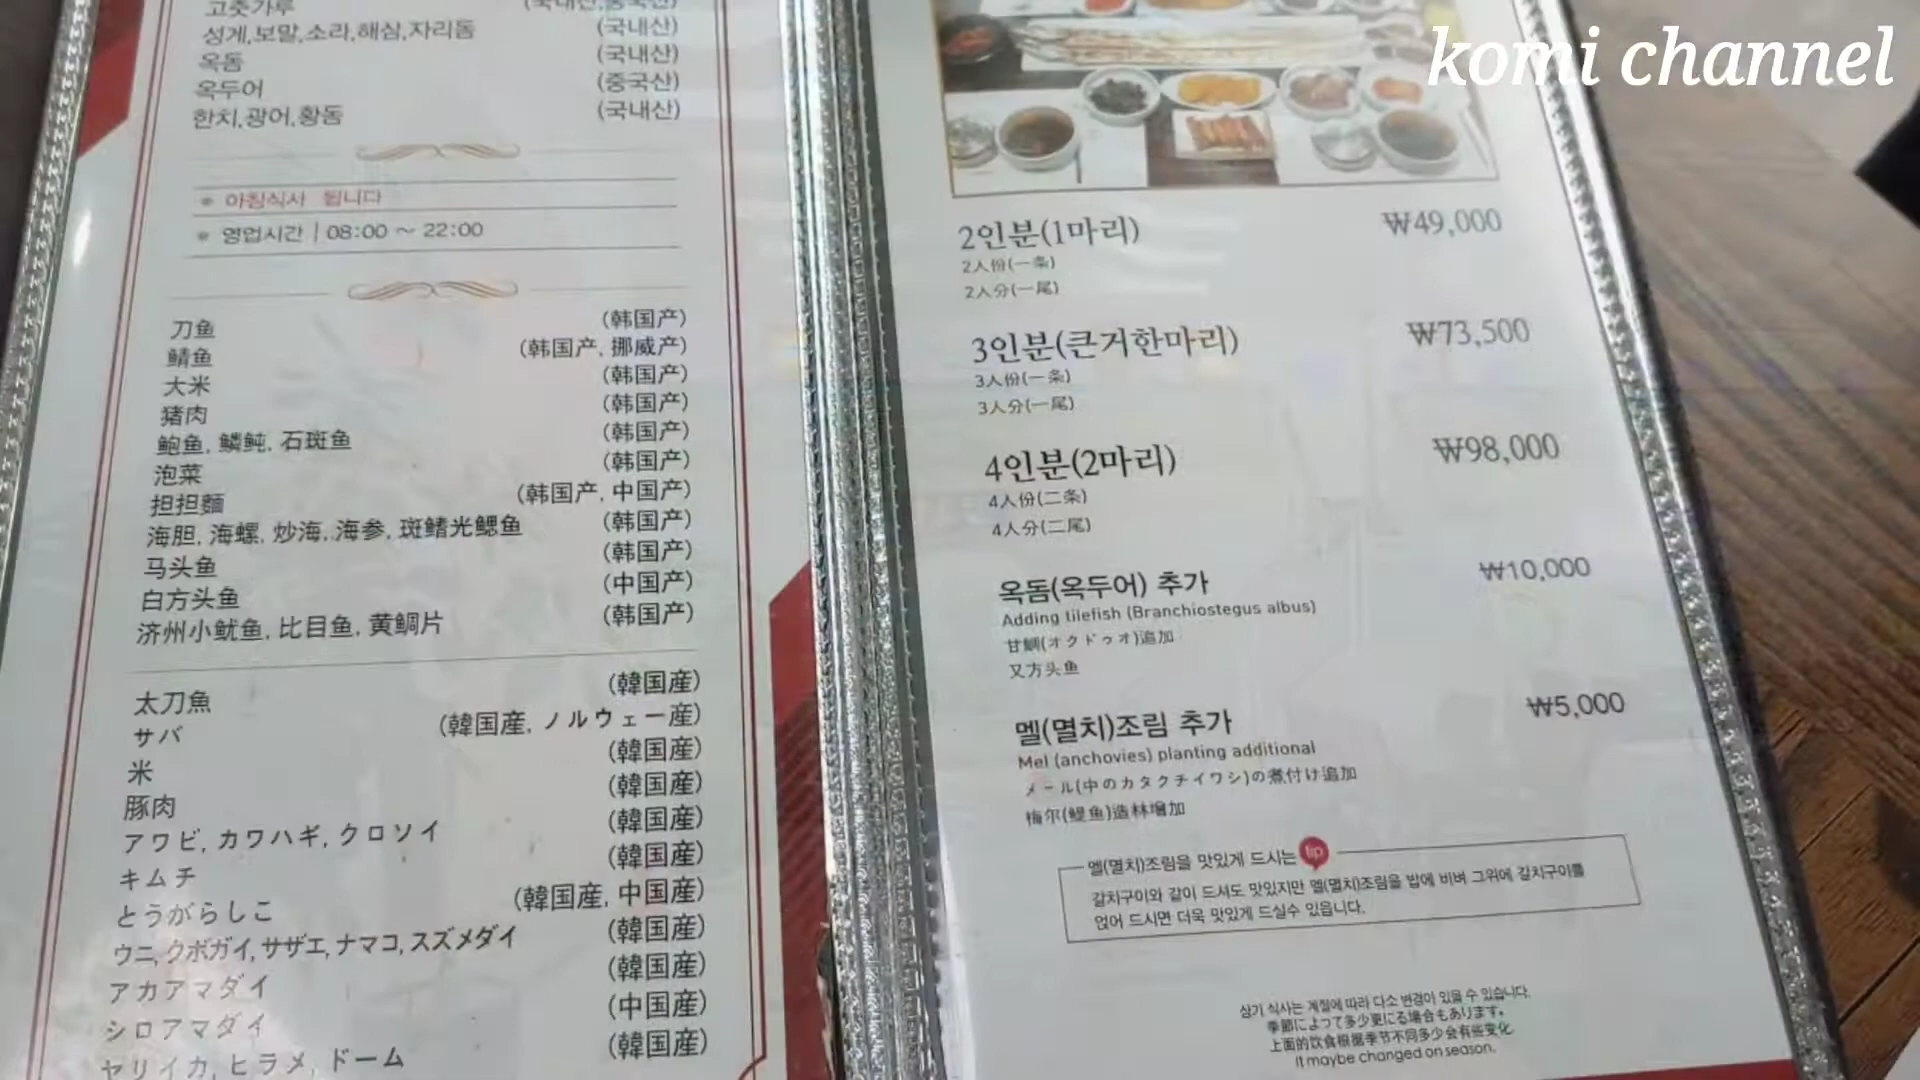 고춧가루 (국내산,중국산)
성게,보말,소라,해삼,자리돔 (국내산)
옥돔 (국내산)
옥두어 (중국산)
한치,광어,황돔 (국내산)
아침식사 됩니다
영업시간 | 08:00 ~ 22:00
刀鱼 (韩国产)
鲭鱼 (韩国产, 挪威产)
大米 (韩国产)
猪肉 (韩国产)
鲍鱼, 鳞鲀, 石斑鱼 (韩国产)
泡菜 (韩国产)
担担麵 (韩国产, 中国产)
海胆, 海螺, 炒海, 海参, 斑鳍光鳃鱼 (韩国产)
马头鱼 (韩国产)
白方头鱼 (中国产)
济州小鱿鱼, 比目鱼, 黄鲷片 (韩国产)
太刀魚 (韓国産)
サバ (韓国産, ノルウェー産)
米 (韓国産)
豚肉 (韓国産)
アワビ, カワハギ, クロソイ (韓国産)
キムチ (韓国産)
とうがらしこ (韓国産, 中国産)
ウニ, クボガイ, サザエ, ナマコ, スズメダイ (韓国産)
アカアマダイ (韓国産)
シロアマダイ (中国産)
ヤリイカ, ヒラメ, ドーム (韓国産)
komi channel
2인분(1마리) ₩49,000
2人份(一条)
2人分(一尾)
3인분(큰거한마리) ₩73,500
3人份(一条)
3人分(一尾)
4인분(2마리) ₩98,000
4人份(二条)
4人分(二尾)
옥돔(옥두어) 추가 ₩10,000
Adding tilefish (Branchiostegus albus)
甘鯛(オクドゥオ)追加
又方头鱼
멜(멸치)조림 추가 ₩5,000
Mel (anchovies) planting additional
メール(中のカタクチイワシ)の煮付け追加
梅尔(鳀鱼)造林增加
멜(멸치)조림을 맛있게 드시는 tip
갈치구이와 같이 드셔도 맛있지만 멜(멸치)조림을 밥에 비벼 그위에 갈치구이를
얹어 드시면 더욱 맛있게 드실수 있읍니다.
상기 식사는 계절에 따라 다소 변경이 있을 수 있습니다.
季節によって多少更にる場合もあります。
上面的饮食根据季节不同多少会有些变化
It maybe changed on season.